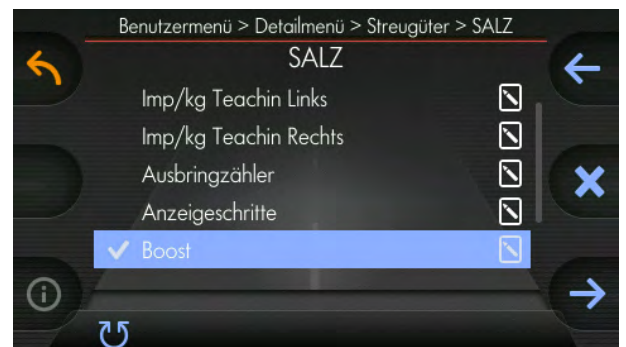 Benutzermenü > Detailmenü > Streugüter > SALZ
SALZ
Imp/kg Teachin Links
Imp/kg Teachin Rechts
Ausbringzähler
Anzeigeschritte
Boost